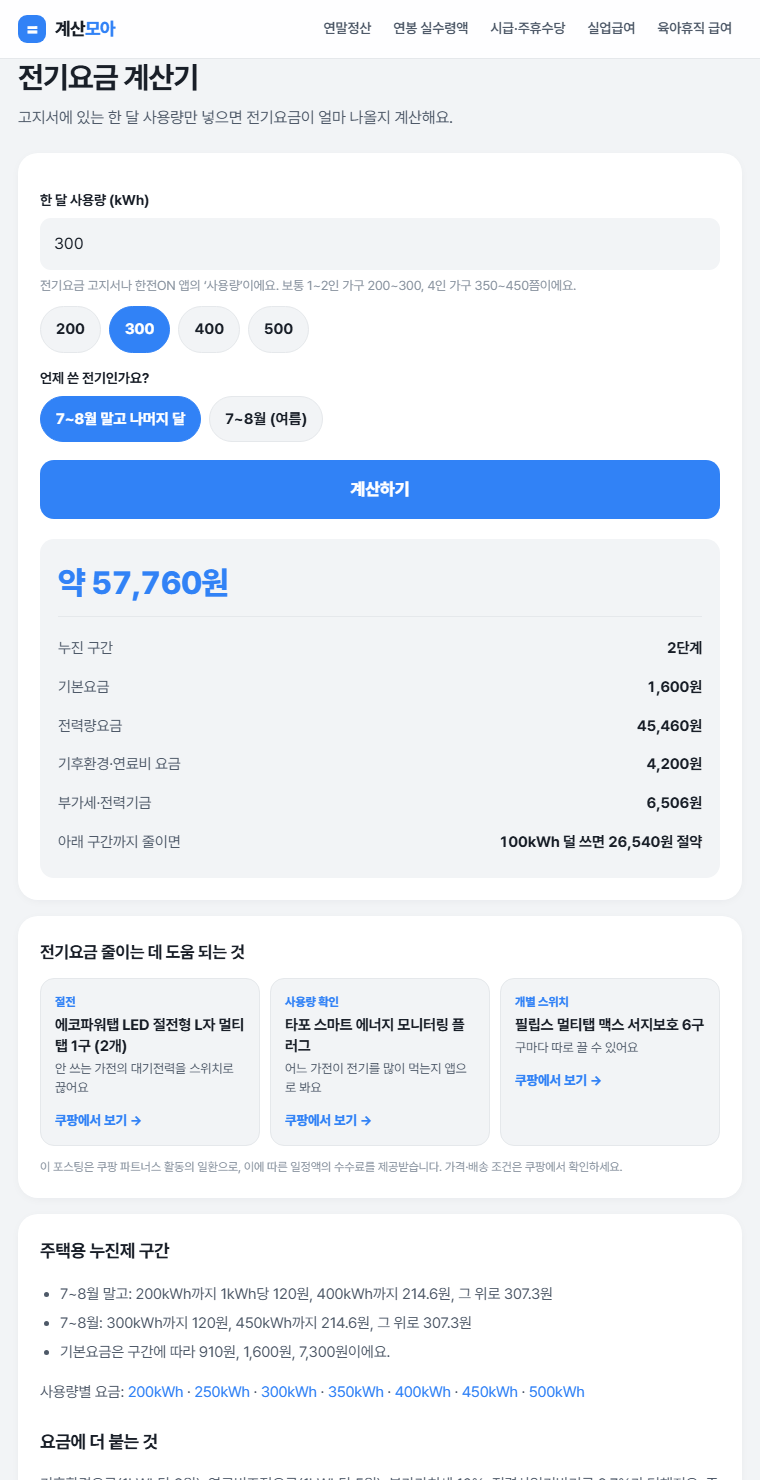 계산모아
연말정산 연봉 실수령액 시급·주휴수당 실업급여 육아휴직 급여
전기요금 계산기
고지서에 있는 한 달 사용량만 넣으면 전기요금이 얼마 나올지 계산해요.
한 달 사용량 (kWh)
300
전기요금 고지서나 한전ON 앱의 ‘사용량’이에요. 보통 1~2인 가구 200~300, 4인 가구 350~450쯤이에요.
200 300 400 500
언제 쓴 전기인가요?
7~8월 말고 나머지 달 7~8월 (여름)
계산하기
약 57,760원
누진 구간 2단계
기본요금 1,600원
전력량요금 45,460원
기후환경·연료비 요금 4,200원
부가세·전력기금 6,506원
아래 구간까지 줄이면 100kWh 덜 쓰면 26,540원 절약
전기요금 줄이는 데 도움 되는 것
절전
에코파워탭 LED 절전형 L자 멀티
탭 1구 (2개)
안 쓰는 가전의 대기전력을 스위치로
끊어요
쿠팡에서 보기 →
사용량 확인
타포 스마트 에너지 모니터링 플
러그
어느 가전이 전기를 많이 먹는지 앱으
로 봐요
쿠팡에서 보기 →
개별 스위치
필립스 멀티탭 맥스 서지보호 6구
구마다 따로 끌 수 있어요
쿠팡에서 보기 →
이 포스팅은 쿠팡 파트너스 활동의 일환으로, 이에 따른 일정액의 수수료를 제공받습니다. 가격·배송 조건은 쿠팡에서 확인하세요.
주택용 누진제 구간
• 7~8월 말고: 200kWh까지 1kWh당 120원, 400kWh까지 214.6원, 그 위로 307.3원
• 7~8월: 300kWh까지 120원, 450kWh까지 214.6원, 그 위로 307.3원
• 기본요금은 구간에 따라 910원, 1,600원, 7,300원이에요.
사용량별 요금: 200kWh · 250kWh · 300kWh · 350kWh · 400kWh · 450kWh · 500kWh
요금에 더 붙는 것